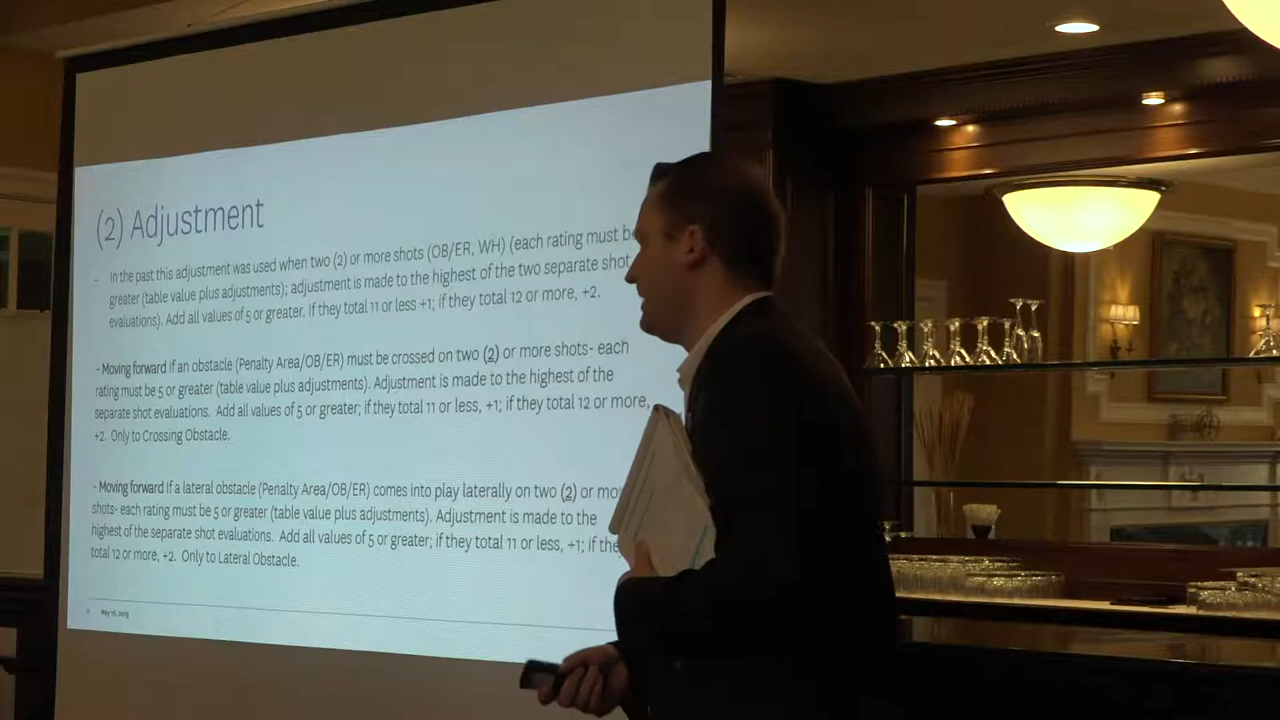 (2) Adjustment
- In the past this adjustment was used when two (2) or more shots (OB/ER, WH) (each rating must
greater (table value plus adjustments); adjustment is made to the highest of the two separate shot
evaluations). Add all values of 5 or greater. If they total 11 or less +1; if they total 12 or more, +2.
- Moving forward if an obstacle (Penalty Area/OB/ER) must be crossed on two (2) or more shots- each
rating must be 5 or greater (table value plus adjustments). Adjustment is made to the highest of the
separate shot evaluations. Add all values of 5 or greater; if they total 11 or less, +1; if they total 12 or more,
+2. Only to Crossing Obstacle.
- Moving forward if a lateral obstacle (Penalty Area/OB/ER) comes into play laterally on two (2) or
shots- each rating must be 5 or greater (table value plus adjustments). Adjustment is made to the
highest of the separate shot evaluations. Add all values of 5 or greater; if they total 11 or less, +1; if
total 12 or more, +2. Only to Lateral Obstacle.